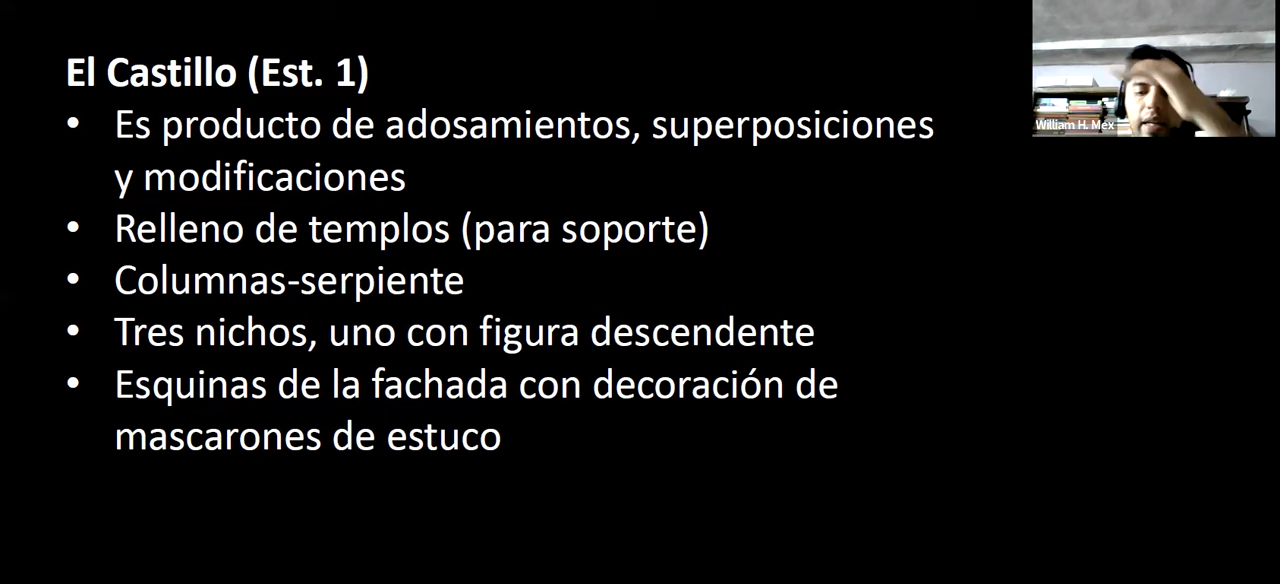 El Castillo (Est. 1)
• Es producto de adosamientos, superposiciones
y modificaciones
• Relleno de templos (para soporte)
• Columnas-serpiente
• Tres nichos, uno con figura descendente
• Esquinas de la fachada con decoración de
mascarones de estuco
William H. Mex